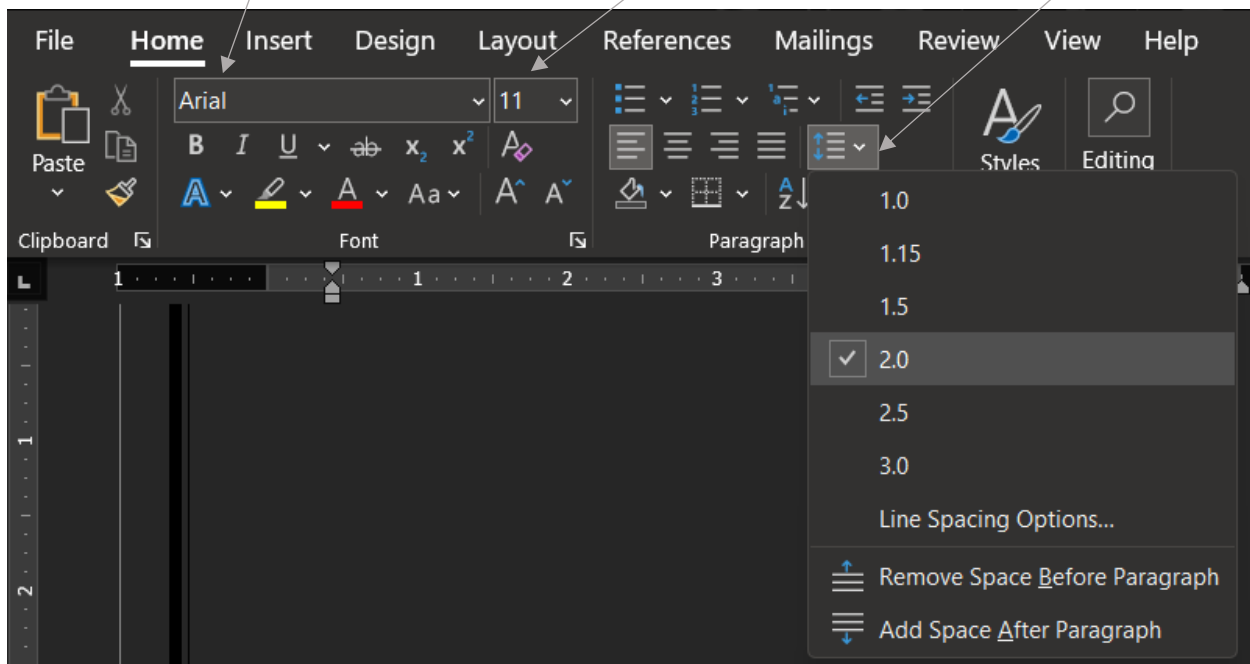 File Home Insert Design Layout References Mailings Review View Help
Arial 11
Paste
B I U ab x2 x2 A
Styles Editing
A A Aa A A A Z
Clipboard Font Paragraph
L 1 1 2 3
1.0
1.15
1.5
2.0
2.5
3.0
Line Spacing Options...
Remove Space Before Paragraph
Add Space After Paragraph
1
2